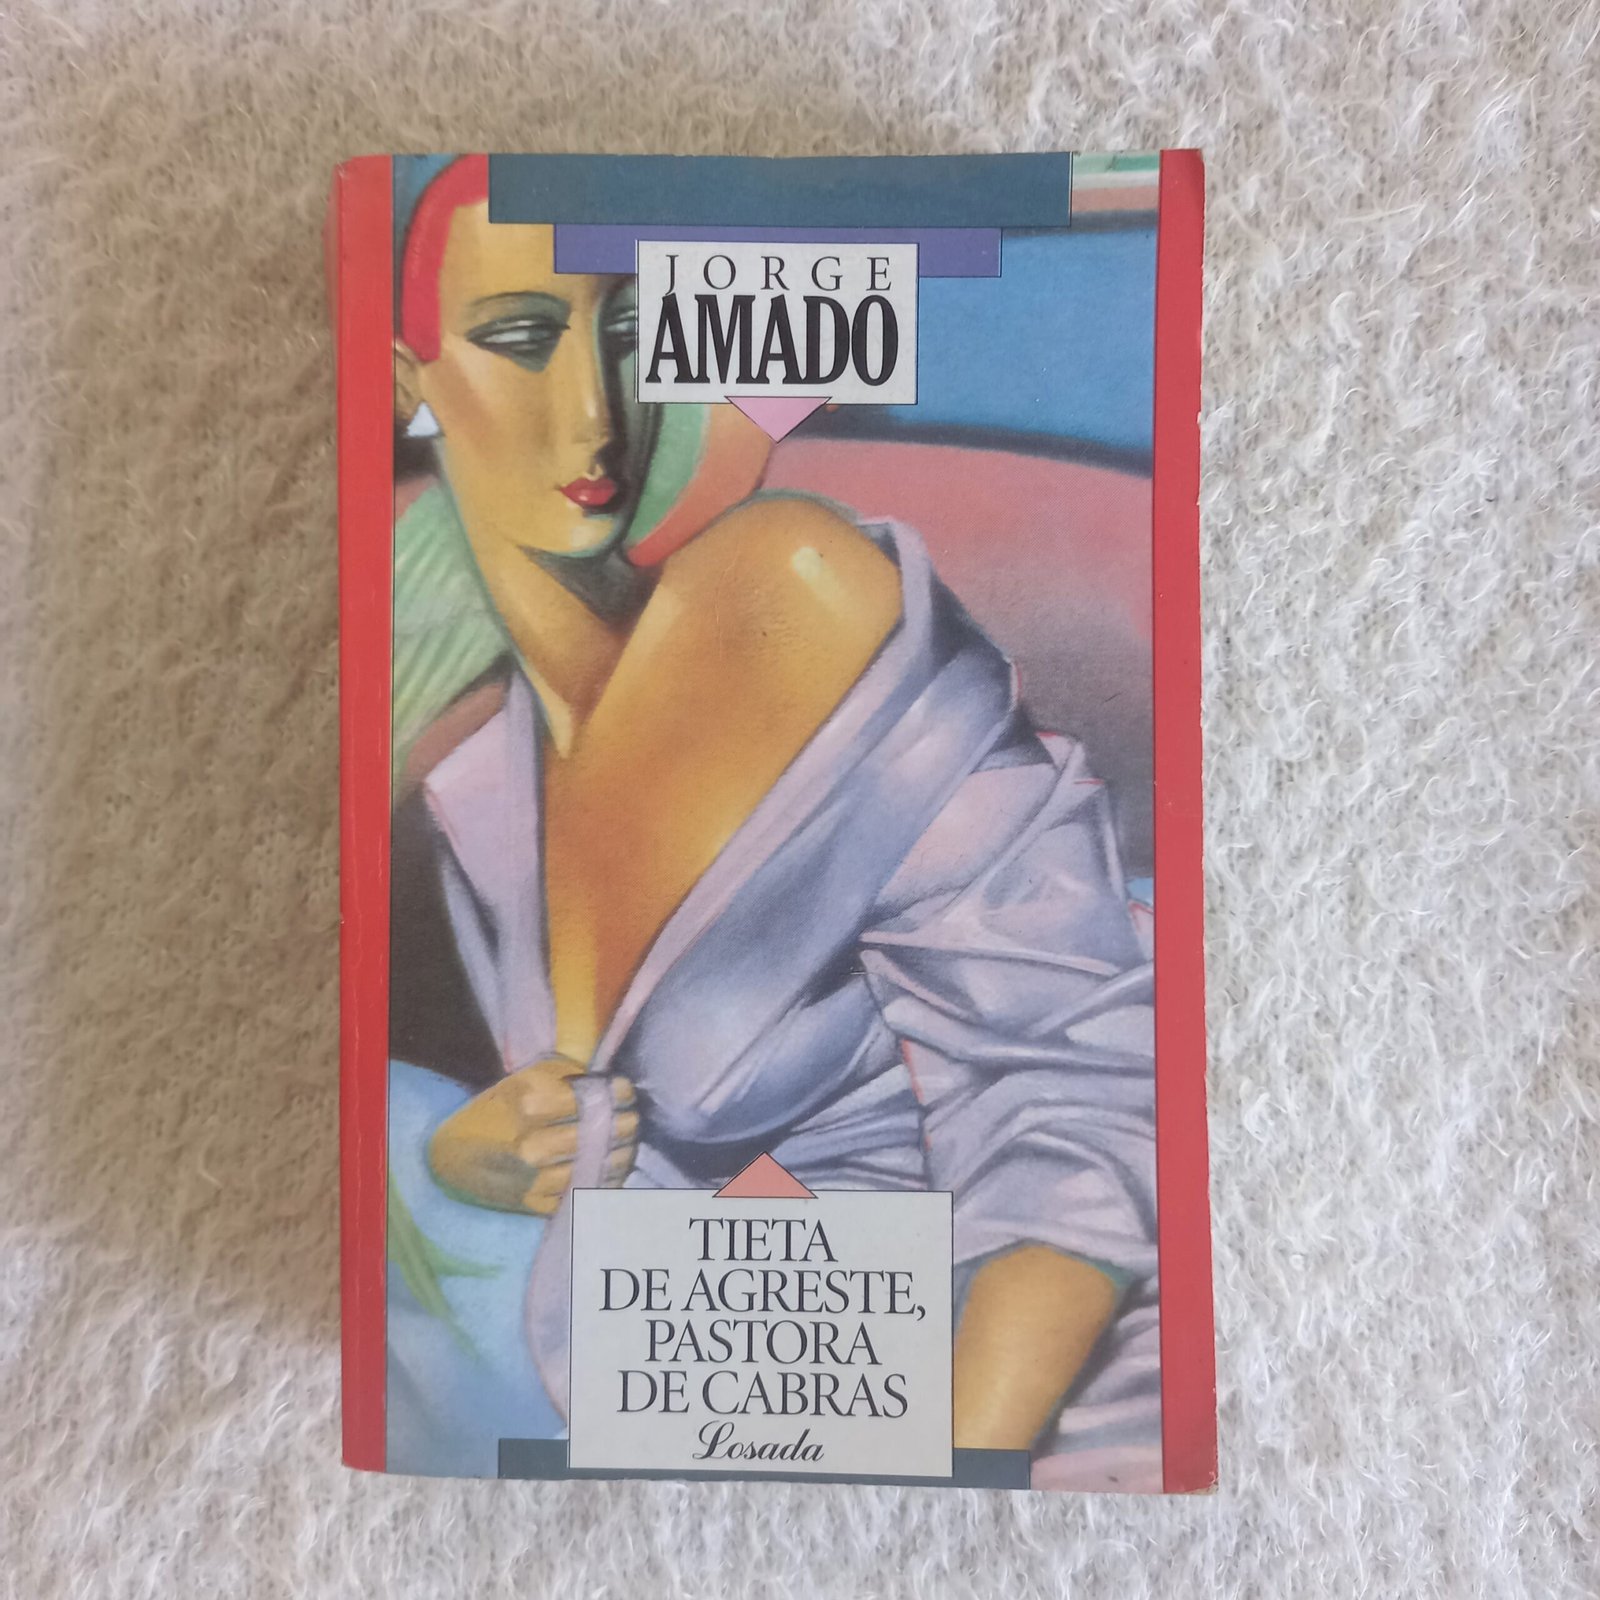 JORGE
AMADO
TIETA
DE AGRESTE,
PASTORA
DE CABRAS
Losada